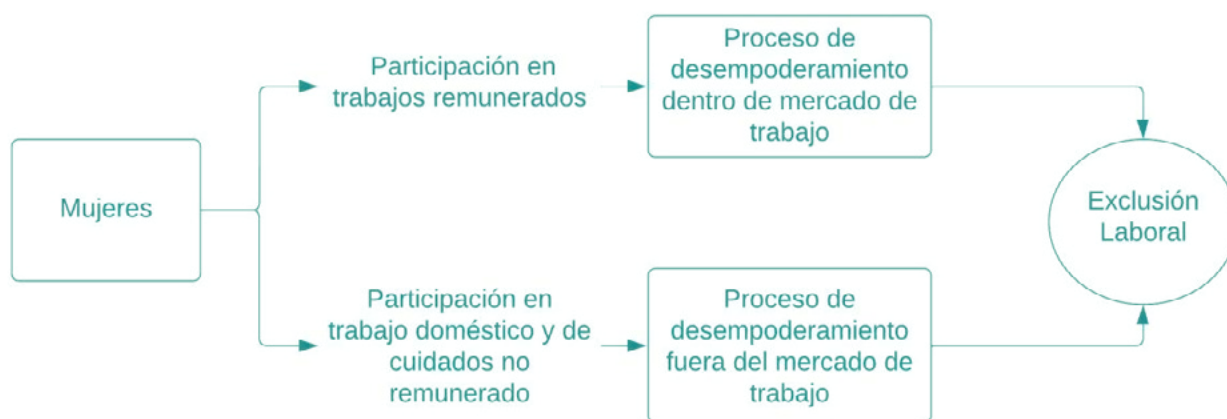 Mujeres
Participación en
trabajos remunerados
Proceso de
desempoderamiento
dentro de mercado de
trabajo
Participación en
trabajo doméstico y de
cuidados no
remunerado
Proceso de
desempoderamiento
fuera del mercado de
trabajo
Exclusión
Laboral